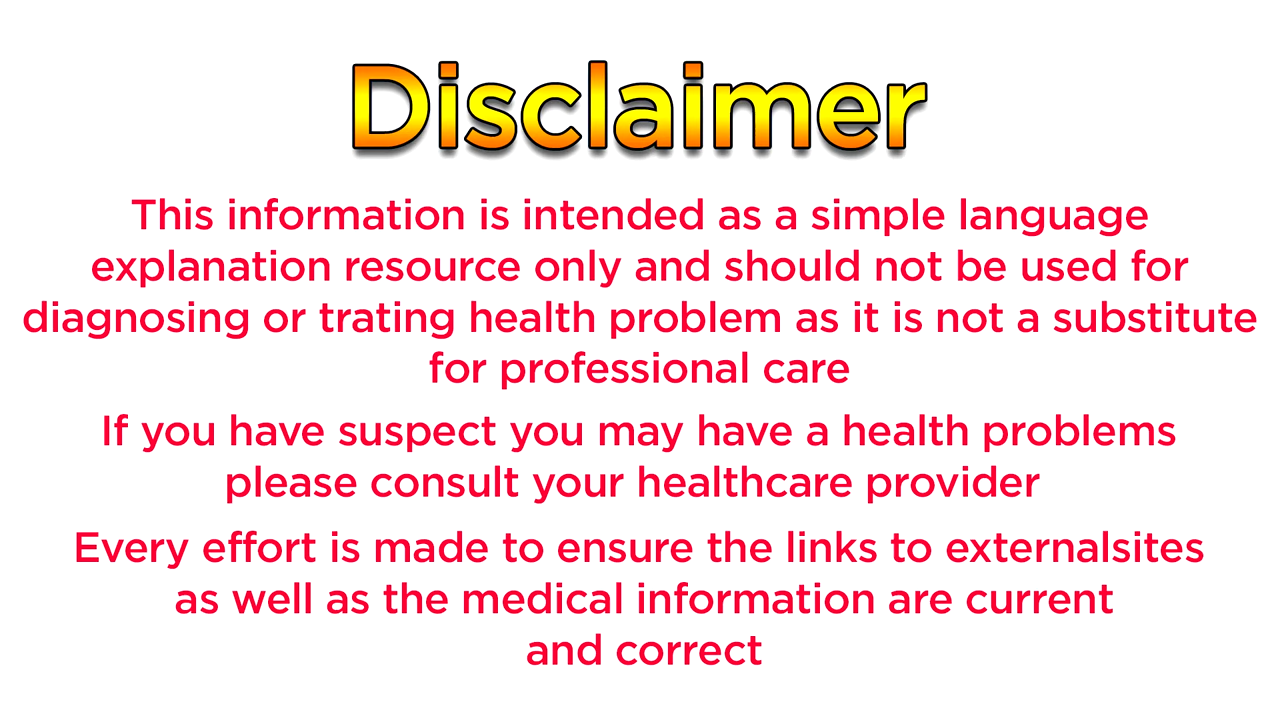 Disclaimer
This information is intended as a simple language
explanation resource only and should not be used for
diagnosing or trating health problem as it is not a substitute
for professional care
If you have suspect you may have a health problems
please consult your healthcare provider
Every effort is made to ensure the links to externalsites
as well as the medical information are current
and correct